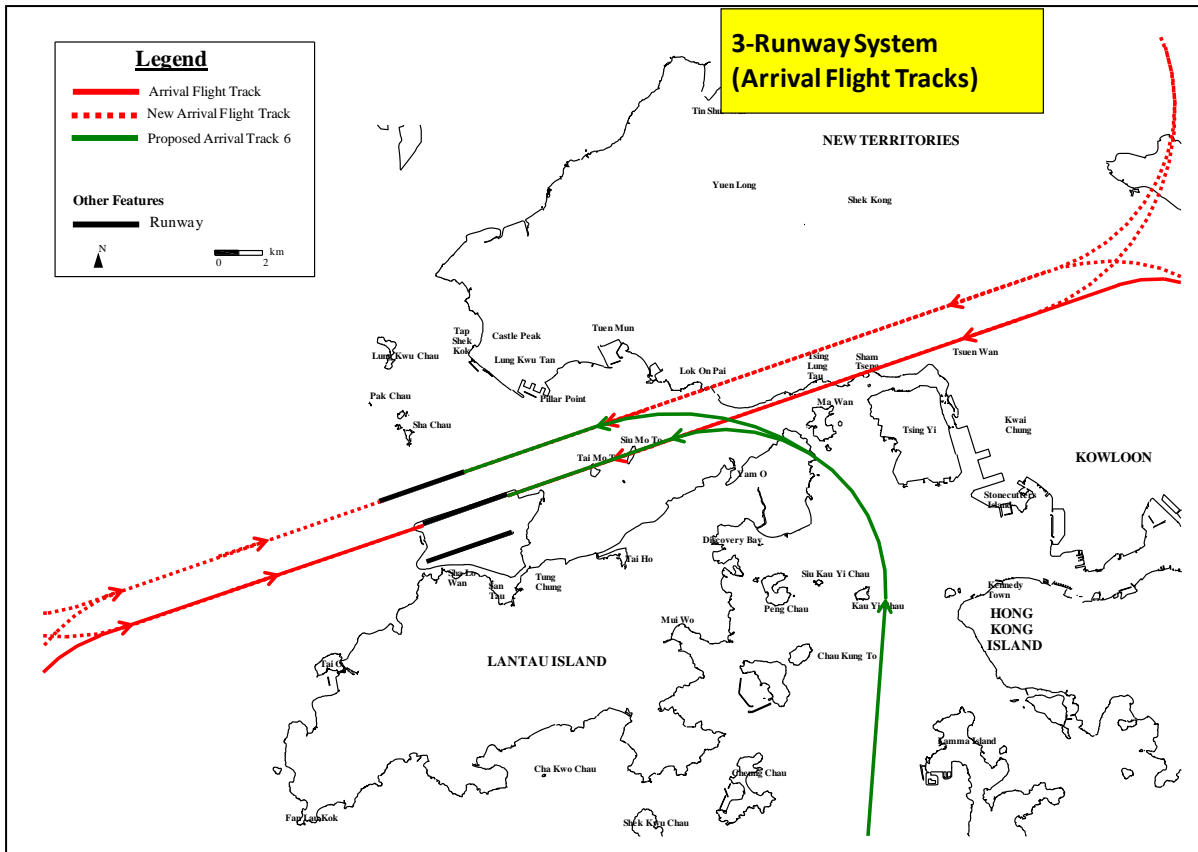 3-Runway System
(Arrival Flight Tracks)
Legend
Arrival Flight Track
New Arrival Flight Track
Proposed Arrival Track 6
Other Features
Runway
N
km
0 2
NEW TERRITORIES
Yuen Long
Shek Kong
Tap
Shek
Kok
Castle Peak
Tuen Mun
Lung Kwu Chau
Lung Kwu Tan
Lok On Pai
Tsing
Lung
Tau
Sham
Tseng
Tsuen Wan
Pak Chau
Pillar Point
Ma Wan
Sha Chau
Tsing Yi
Kwai
Chung
Siu Mo To
Tai Mo T
KOWLOON
Yam O
Stonecutters
Island
Discovery Bay
Tai Ho
Sha Lo
Wan
San
Tau
Tung
Chung
Siu Kau Yi Chau
Peng Chau
Kau Yi Chau
Kennedy
Town
HONG
KONG
ISLAND
Mui Wo
LANTAU ISLAND
Chau Kung To
Tai O
Lamma Island
Cha Kwo Chau
Cheung Chau
Fan Lau Kok
Shek Kwu Chau